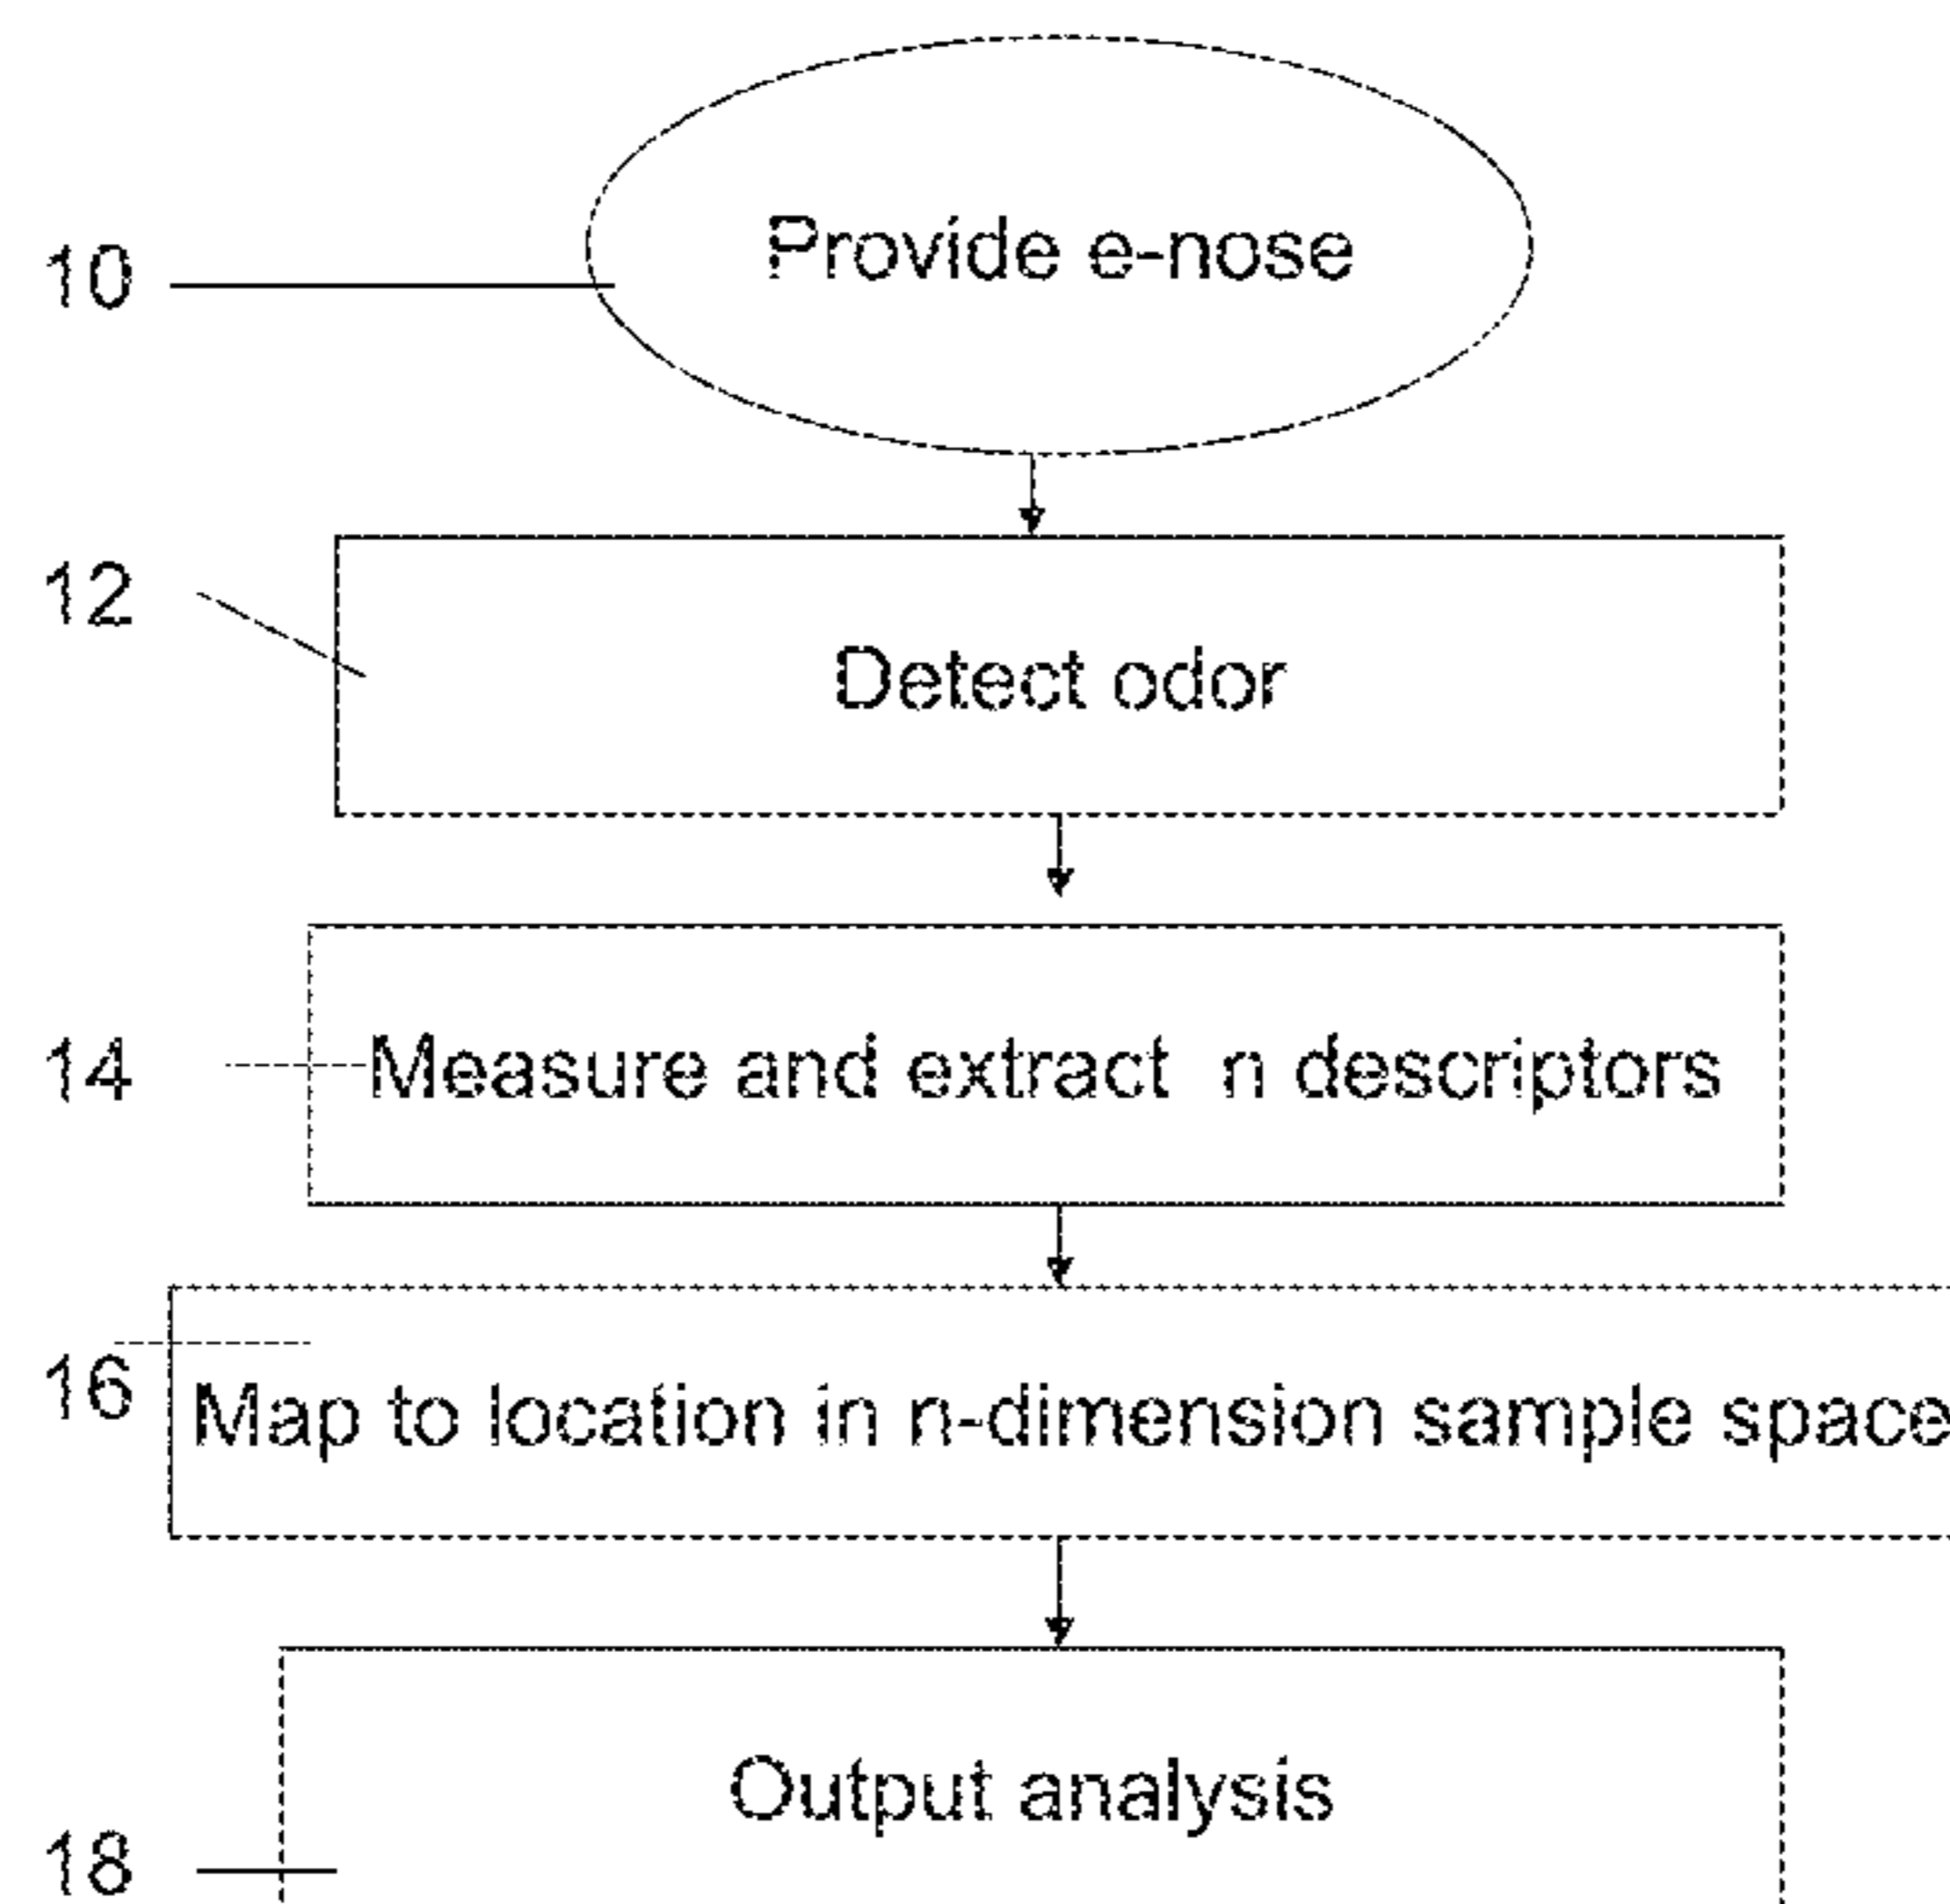 10
Provide e-nose
12
Detect odor
14
Measure and extract n descriptors
16
Map to location in n-dimension sample space
Output analysis
18